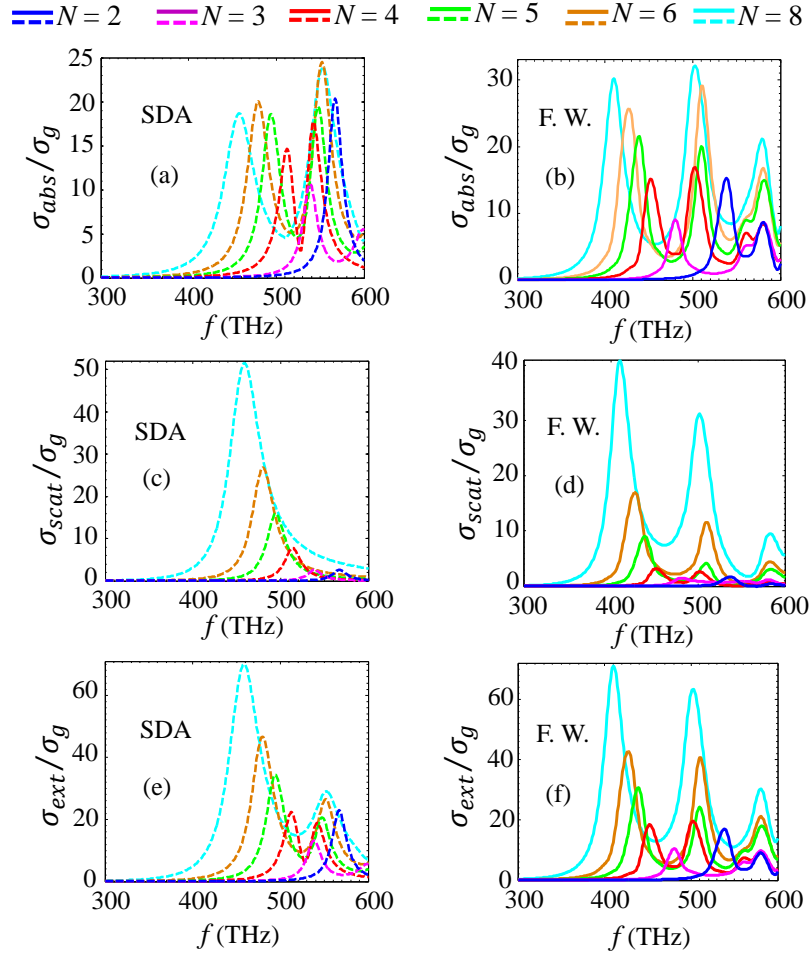 N = 2 N = 3 N = 4 N = 5 N = 6 N = 8
σabs/σg
25
20
15
10
5
0
SDA
(a)
300 400 500 600
f (THz)
σabs/σg
30
20
10
0
F. W.
(b)
300 400 500 600
f (THz)
σscat/σg
50
40
30
20
10
0
SDA
(c)
300 400 500 600
f (THz)
σscat/σg
40
30
20
10
0
F. W.
(d)
300 400 500 600
f (THz)
σext/σg
60
40
20
0
SDA
(e)
300 400 500 600
f (THz)
σext/σg
60
40
20
0
F. W.
(f)
300 400 500 600
f (THz)